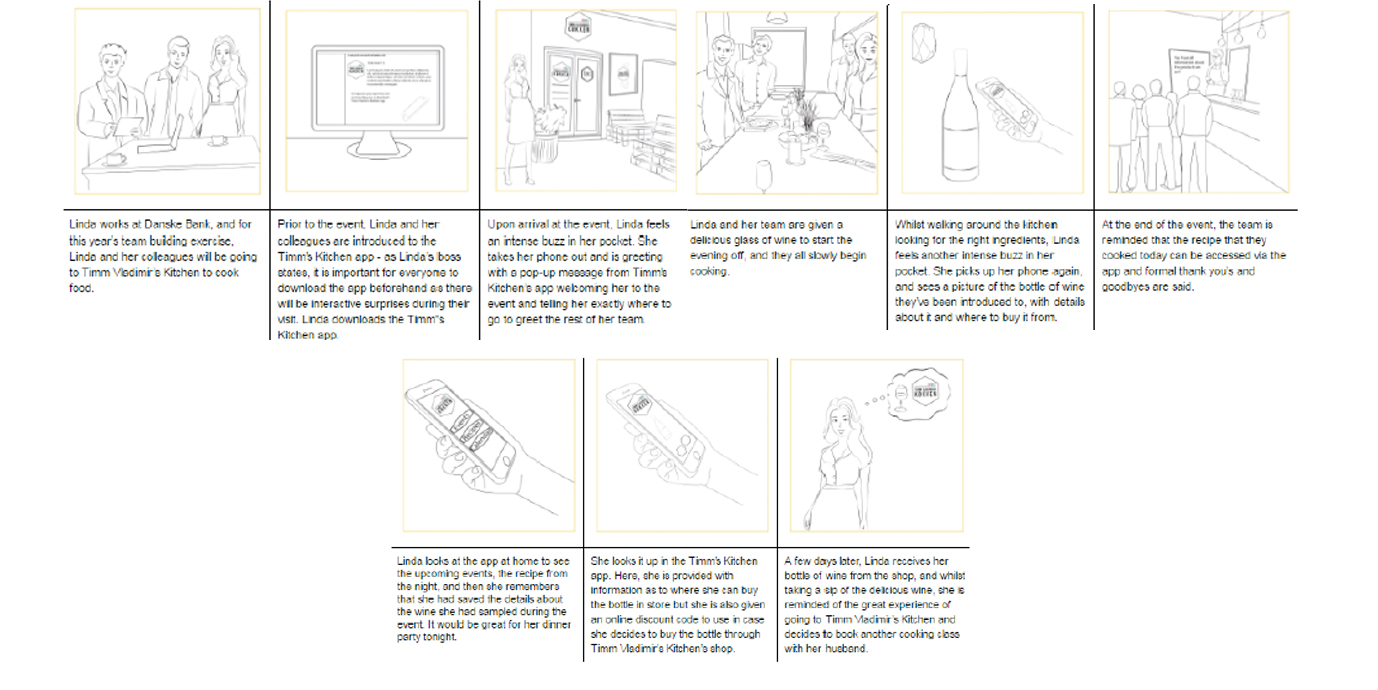 Linda works at Danske Bank, and for
this year's team building exercise,
Linda and her colleagues will be going
to Timm Vladimir's Kitchen to cook
food.
Prior to the event, Linda and her
colleagues are introduced to the
Timm's Kitchen app - as Linda's boss
states, it is important for everyone to
download the app beforehand as there
will be interactive surprises during their
visit. Linda downloads the Timm"s
Kitchen app.
Upon arrival at the event, Linda feels
an intense buzz in her pocket. She
takes her phone out and is greeting
with a pop-up message from Timm's
Kitchen's app welcoming her to the
event and telling her exactly where to
go to greet the rest of her team.
Linda and her team are given a
delicious glass of wine to start the
evening off, and they all slowly begin
cooking.
Whilst walking around the kitchen
looking for the right ingredients, Linda
feels another intense buzz in her
pocket. She picks up her phone again,
and sees a picture of the bottle of wine
they've been introduced to, with details
about it and where to buy it from.
At the end of the event, the team is
reminded that the recipe that they
cooked today can be accessed via the
app and formal thank you's and
goodbyes are said.
Events
Recipes
KOKKEN
Linda looks at the app at home to see
the upcoming events, the recipe from
the night, and then she remembers
that she had saved the details about
the wine she had sampled during the
event. It would be great for her dinner
party tonight.
She looks it up in the Timm's Kitchen
app. Here, she is provided with
information as to where she can buy
the bottle in store but she is also given
an online discount code to use in case
she decides to buy the bottle through
Timm Vladimir's Kitchen's shop.
A few days later, Linda receives her
bottle of wine from the shop, and whilst
taking a sip of the delicious wine, she is
reminded of the great experience of
going to Timm Vladimir's Kitchen and
decides to book another cooking class
with her husband.